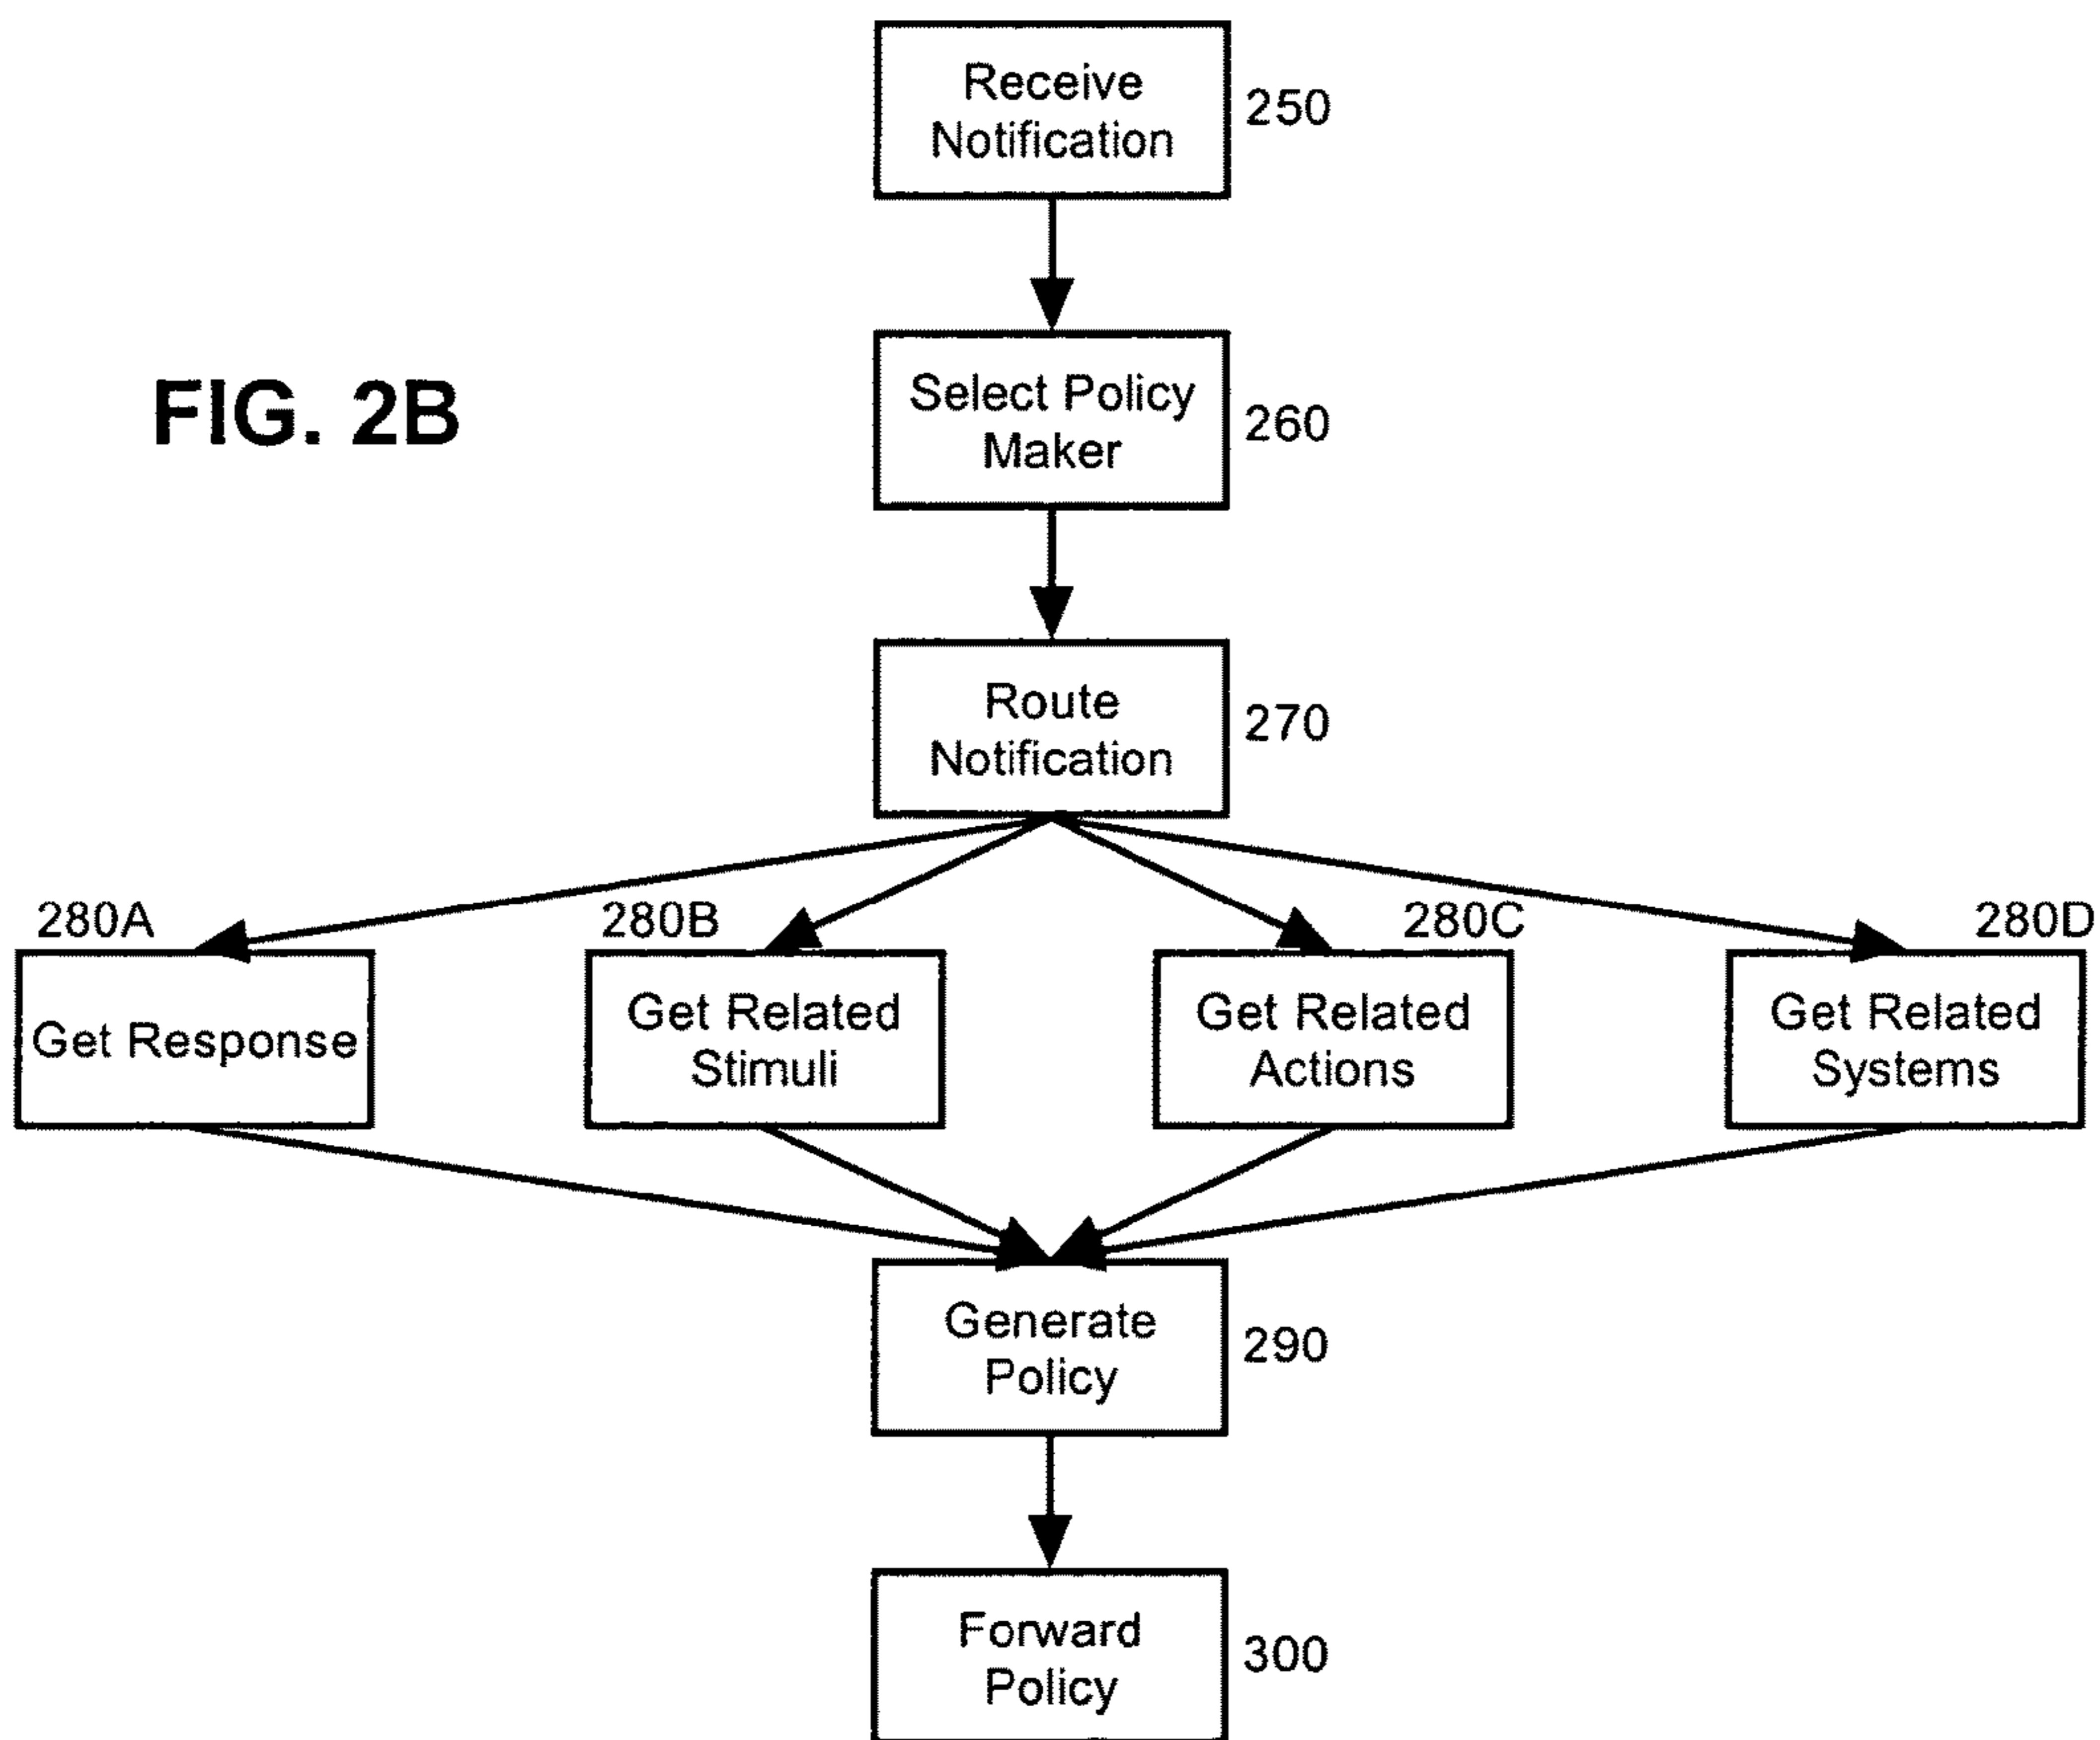 Receive
Notification
250
FIG. 2B
Select Policy
Maker
260
Route
Notification
270
280A
280B
280C
280D
Get Response
Get Related
Stimuli
Get Related
Actions
Get Related
Systems
Generate
Policy
290
Forward
Policy
300